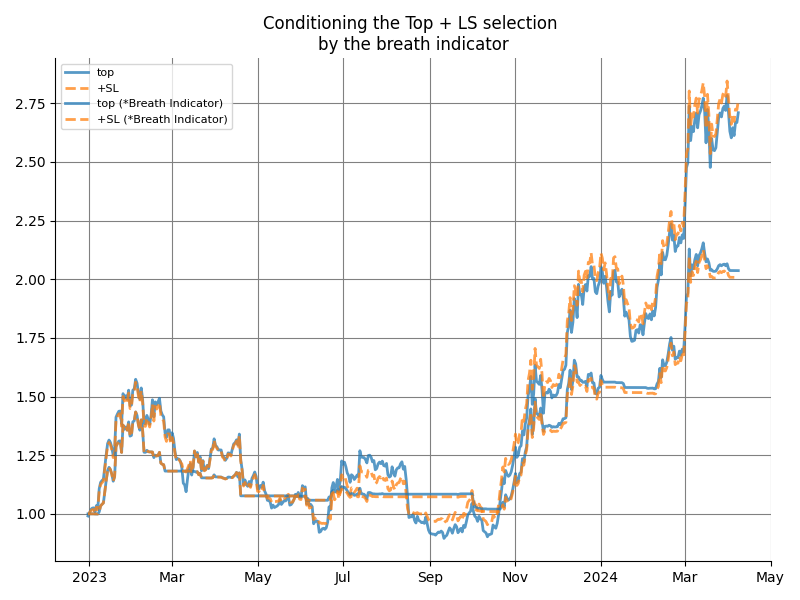 Conditioning the Top + LS selection
by the breath indicator
top
+SL
top (*Breath Indicator)
+SL (*Breath Indicator)
2.75
2.50
2.25
2.00
1.75
1.50
1.25
1.00
2023 Mar May Jul Sep Nov 2024 Mar May